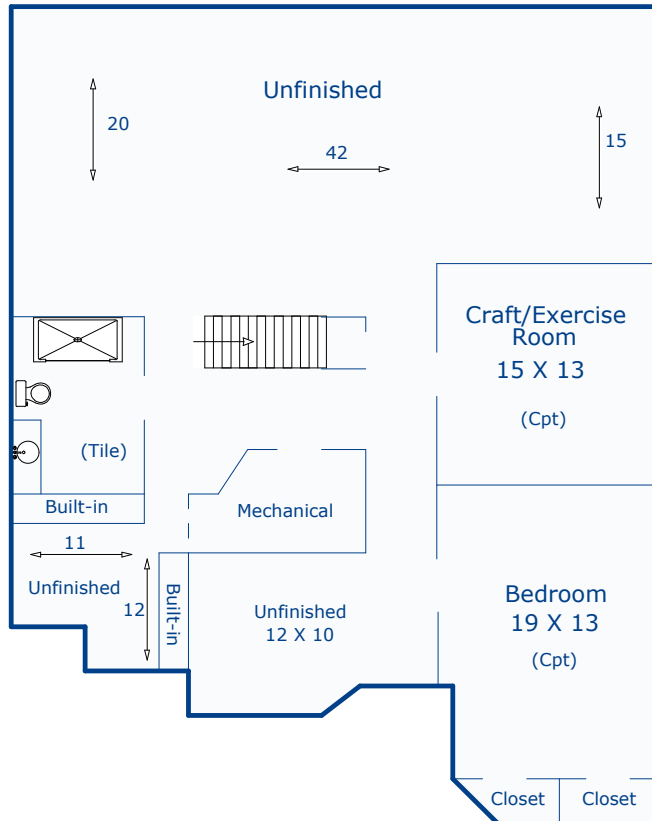 Unfinished
20
42
15
Craft/Exercise
Room
15 X 13
(Cpt)
(Tile)
Built-in
Mechanical
11
Unfinished
12
Built-in
Unfinished
12 X 10
Bedroom
19 X 13
(Cpt)
Closet
Closet